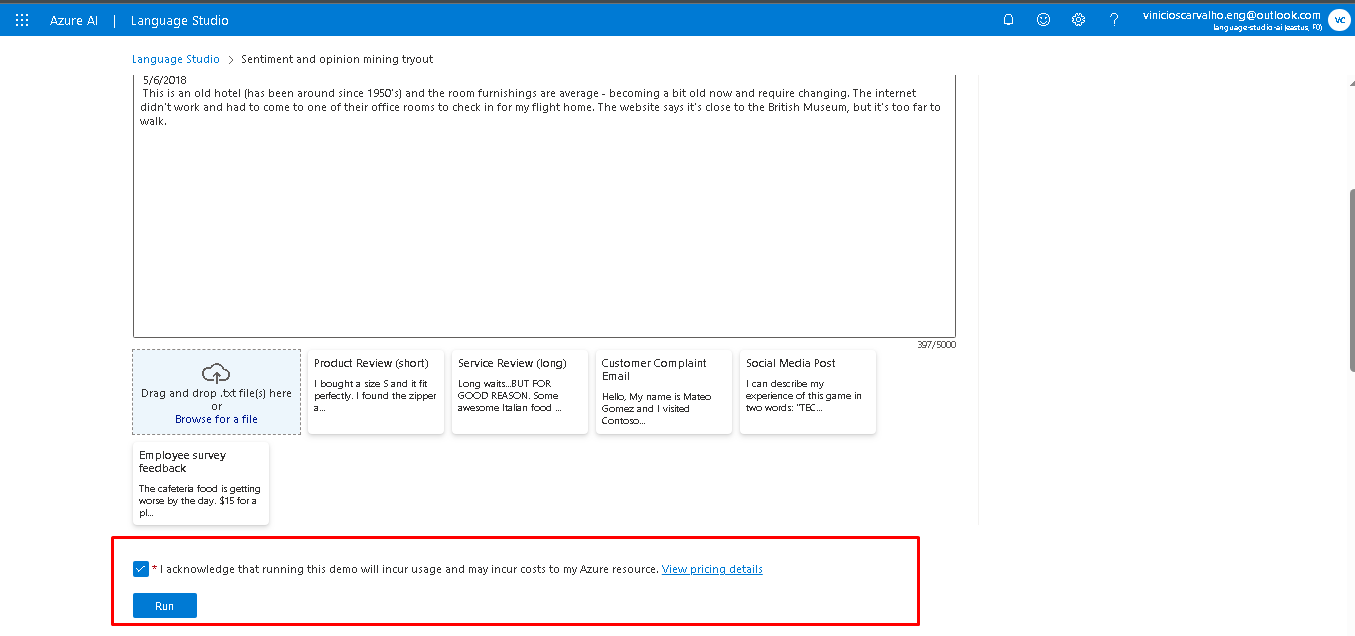 Azure AI | Language Studio
vinicioscarvalho.eng@outlook.com
language-studio-ai (eastus, F0)
VC
Language Studio > Sentiment and opinion mining tryout
5/6/2018
This is an old hotel (has been around since 1950's) and the room furnishings are average - becoming a bit old now and require changing. The internet
didn't work and had to come to one of their office rooms to check in for my flight home. The website says it's close to the British Museum, but it's too far to
walk.
397/5000
Drag and drop .txt file(s) here
or
Browse for a file
Product Review (short)
I bought a size S and it fit
perfectly. I found the zipper
a...
Service Review (long)
Long waits...BUT FOR
GOOD REASON. Some
awesome Italian food ...
Customer Complaint
Email
Hello, My name is Mateo
Gomez and I visited
Contoso...
Social Media Post
I can describe my
experience of this game in
two words: "TEC...
Employee survey
feedback
The cafeteria food is getting
worse by the day. $15 for a
pl...
* I acknowledge that running this demo will incur usage and may incur costs to my Azure resource. View pricing details
Run